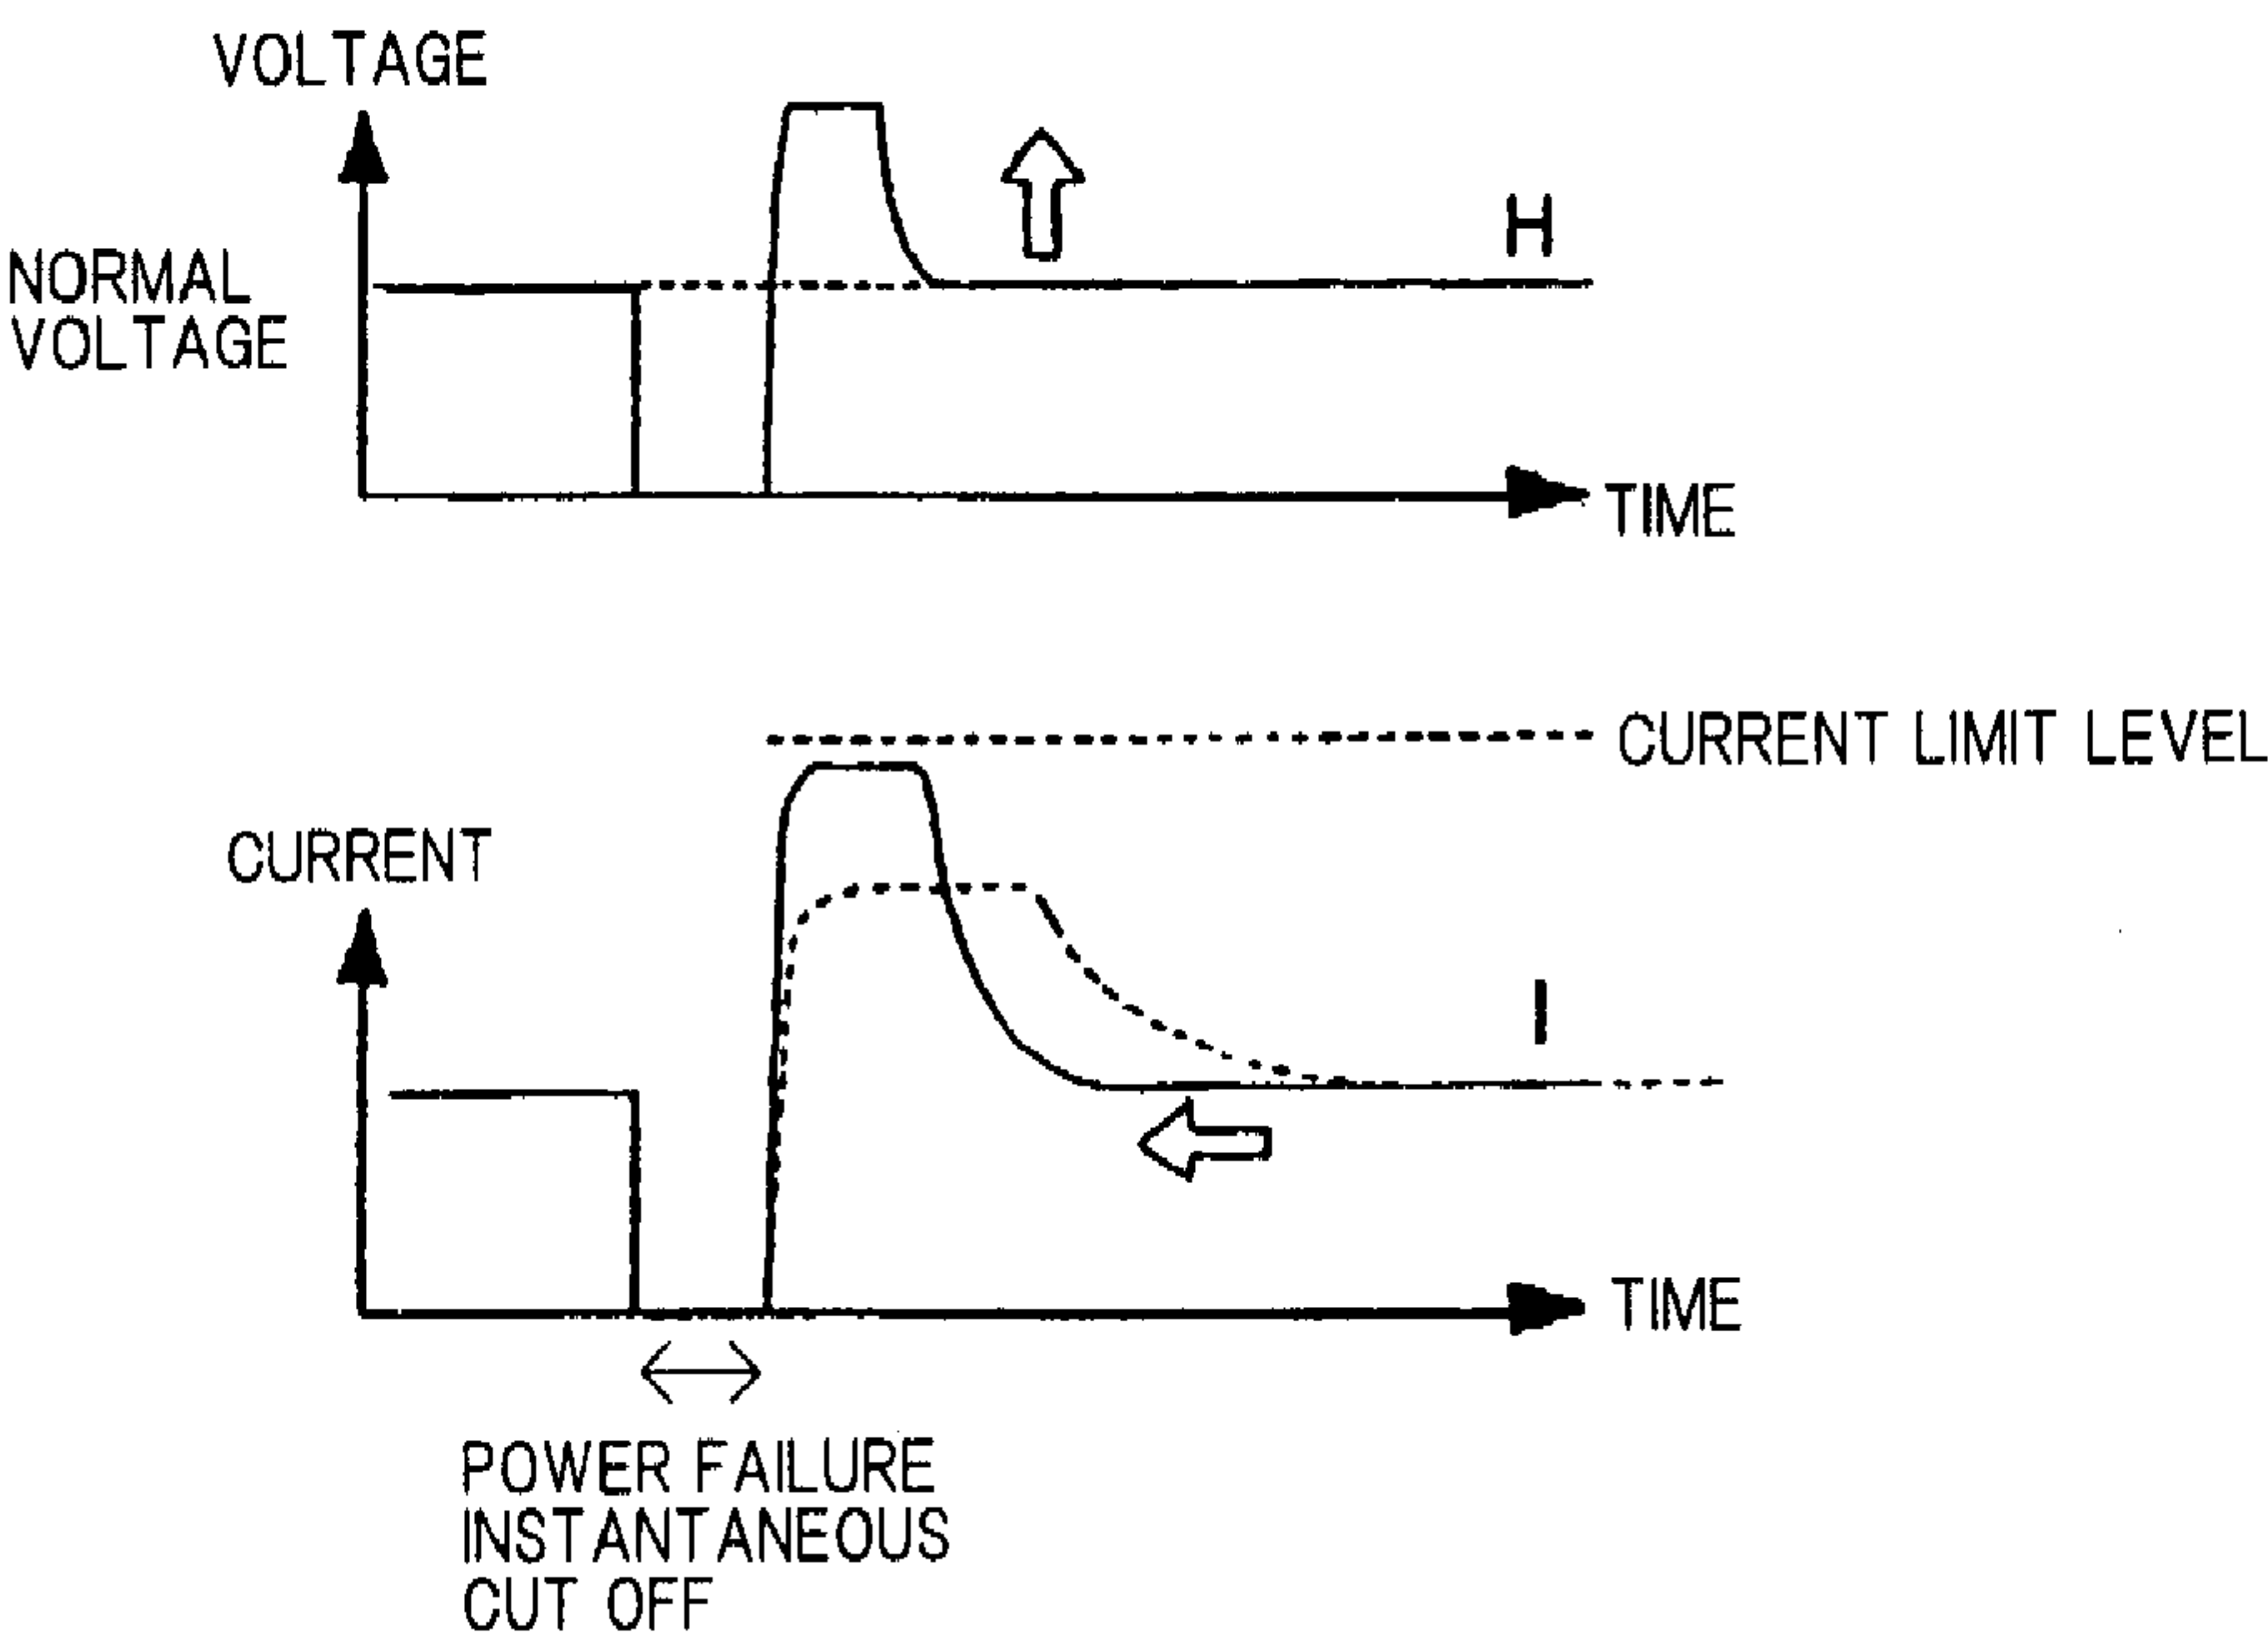 VOLTAGE
H
NORMAL
VOLTAGE
TIME
CURRENT LIMIT LEVEL
CURRENT
I
TIME
POWER FAILURE
INSTANTANEOUS
CUT OFF